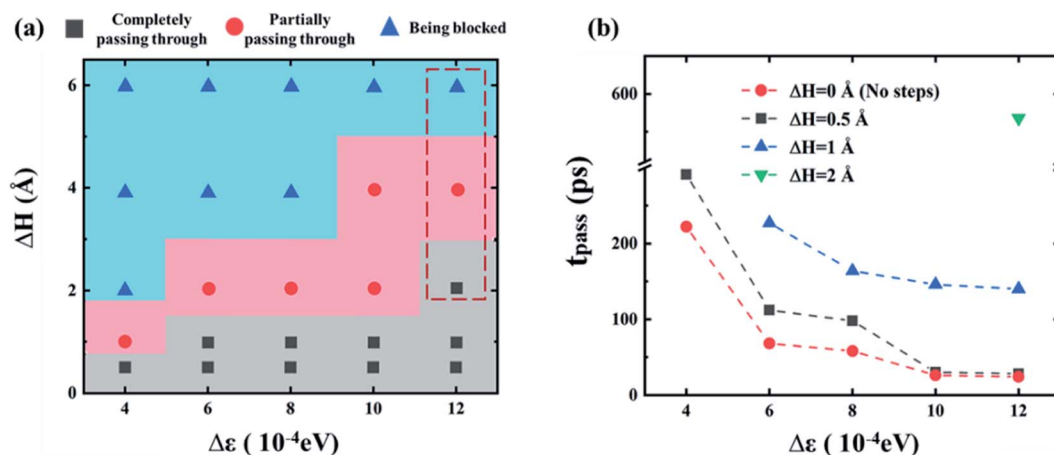 (a)
Completely
passing through
Partially
passing through
Being blocked
6
4
2
0
ΔH (Å)
4 6 8 10 12
Δε ( 10⁻⁴eV)
(b)
600
200
100
0
tpass (ps)
ΔH=0 Å (No steps)
ΔH=0.5 Å
ΔH=1 Å
ΔH=2 Å
4 6 8 10 12
Δε ( 10⁻⁴eV)